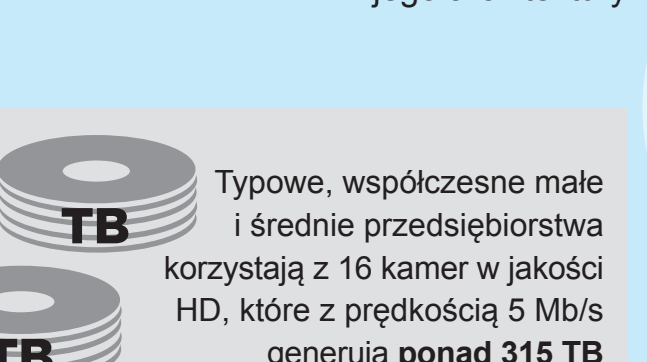 Typowe, współczesne małe
i średnie przedsiębiorstwa
korzystają z 16 kamer w jakości
HD, które z prędkością 5 Mb/s
generują ponad 315 TB
TB
TB